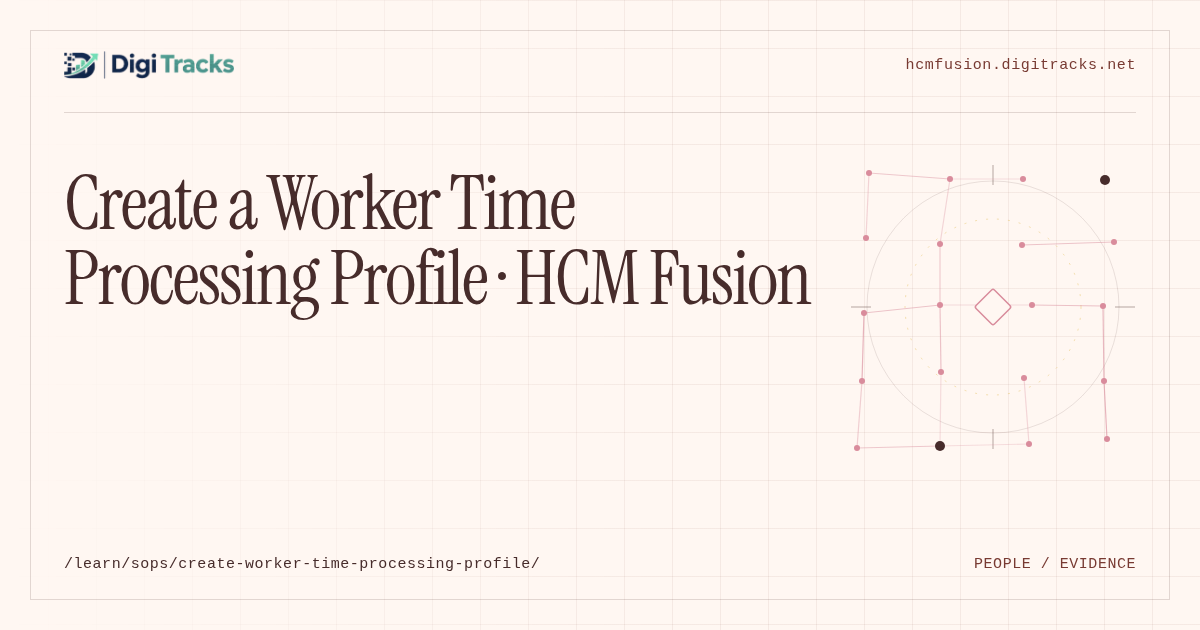 Digi Tracks
hcmfusion.digitracks.net
Create a Worker Time
Processing Profile · HCM Fusion
/learn/sops/create-worker-time-processing-profile/
PEOPLE / EVIDENCE